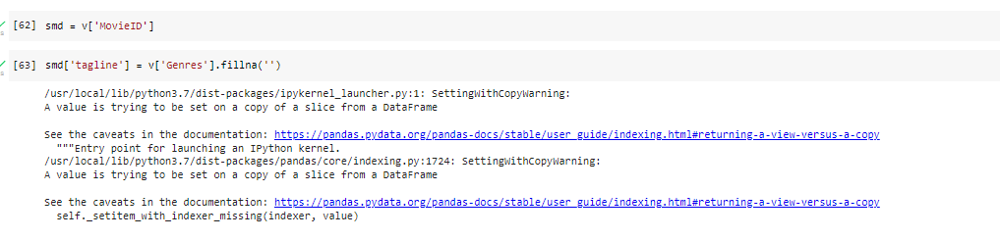 [62] smd = v['MovieID']
[63] smd['tagline'] = v['Genres'].fillna('')
/usr/local/lib/python3.7/dist-packages/ipykernel_launcher.py:1: SettingWithCopyWarning:
A value is trying to be set on a copy of a slice from a DataFrame
See the caveats in the documentation: https://pandas.pydata.org/pandas-docs/stable/user_guide/indexing.html#returning-a-view-versus-a-copy
"""Entry point for launching an IPython kernel.
/usr/local/lib/python3.7/dist-packages/pandas/core/indexing.py:1724: SettingWithCopyWarning:
A value is trying to be set on a copy of a slice from a DataFrame
See the caveats in the documentation: https://pandas.pydata.org/pandas-docs/stable/user_guide/indexing.html#returning-a-view-versus-a-copy
self._setitem_with_indexer_missing(indexer, value)